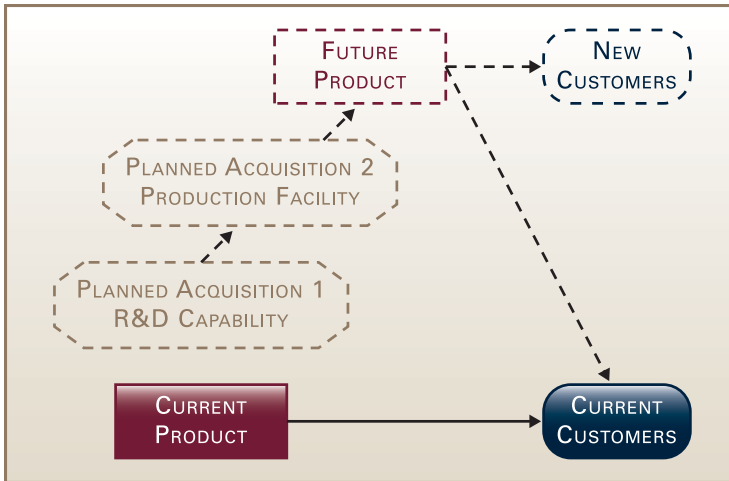 Future
Product
New
Customers
Planned Acquisition 2
Production Facility
Planned Acquisition 1
R&D Capability
Current
Product
Current
Customers